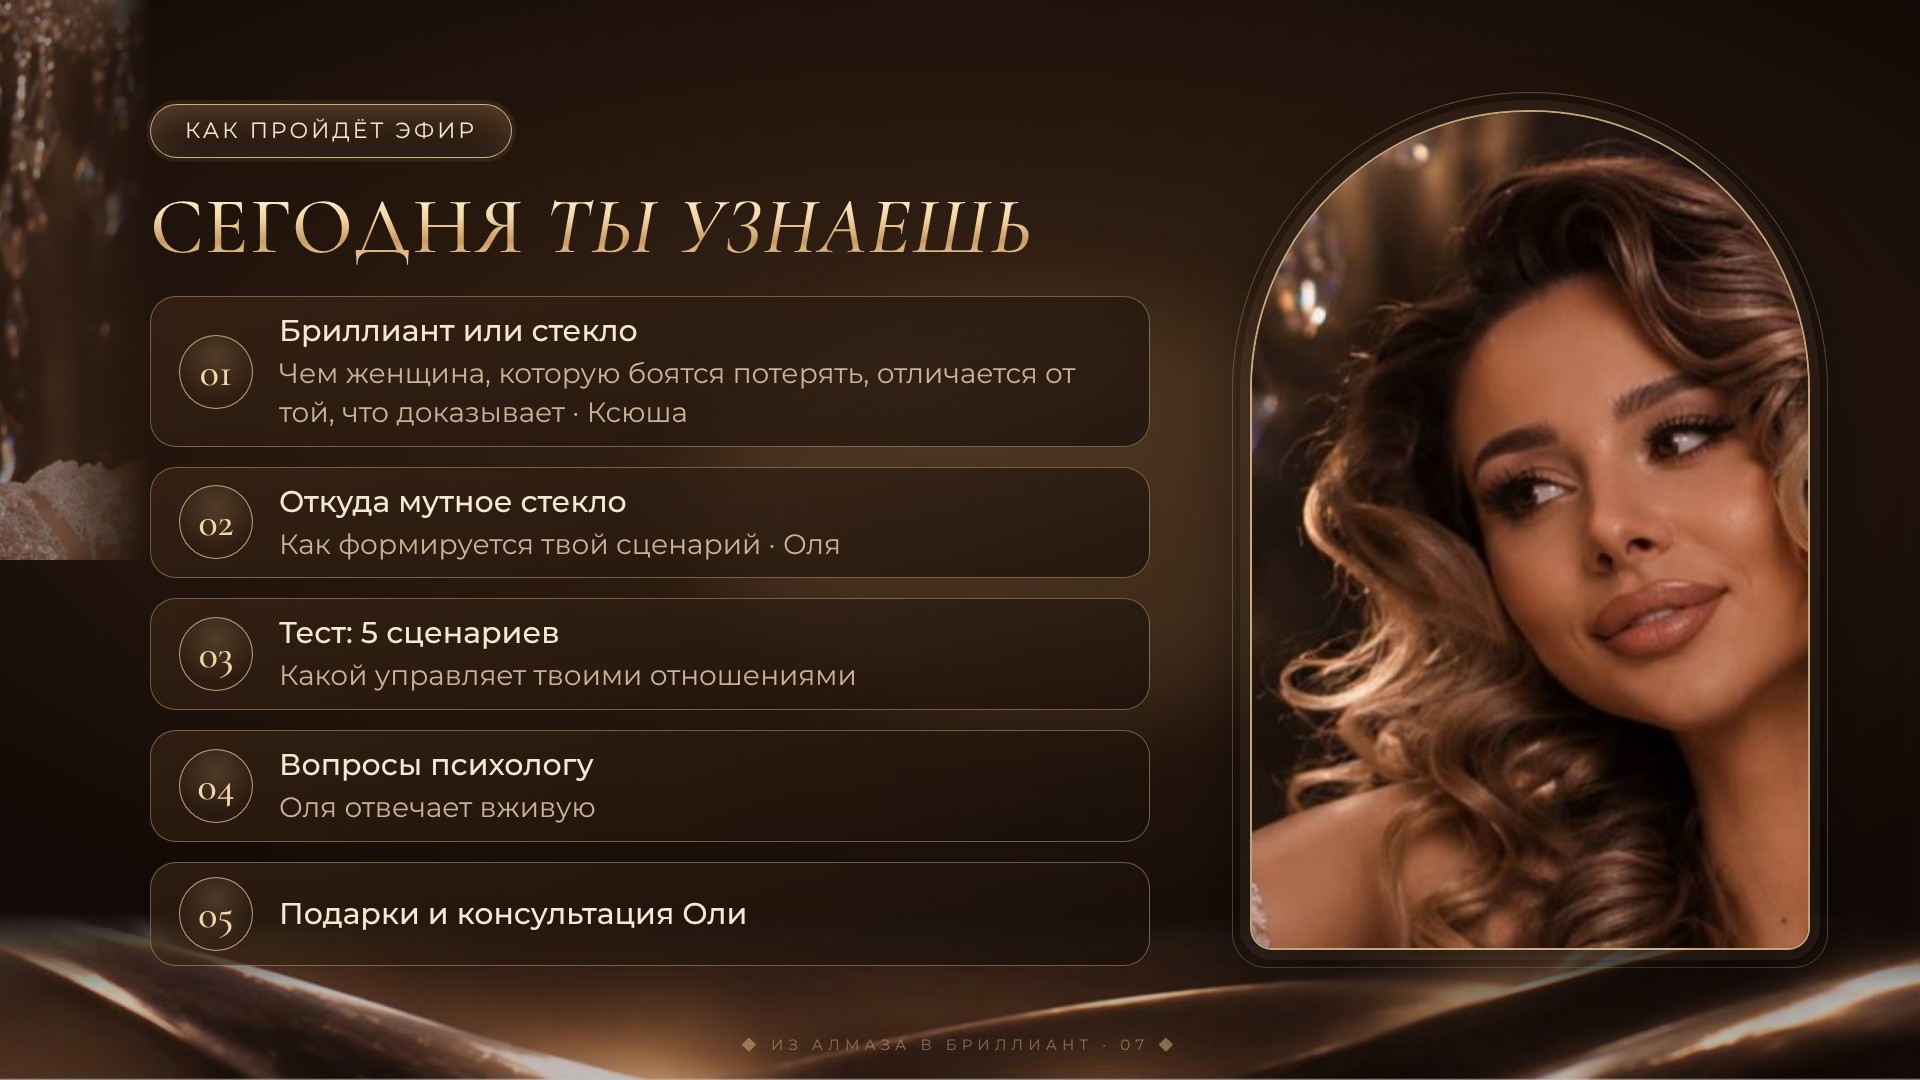 КАК ПРОЙДЁТ ЭФИР
СЕГОДНЯ ТЫ УЗНАЕШЬ
01
Бриллиант или стекло
Чем женщина, которую боятся потерять, отличается от
той, что доказывает · Ксюша
02
Откуда мутное стекло
Как формируется твой сценарий · Оля
03
Тест: 5 сценариев
Какой управляет твоими отношениями
04
Вопросы психологу
Оля отвечает вживую
05
Подарки и консультация Оли
ИЗ АЛМАЗА В БРИЛЛИАНТ · 07